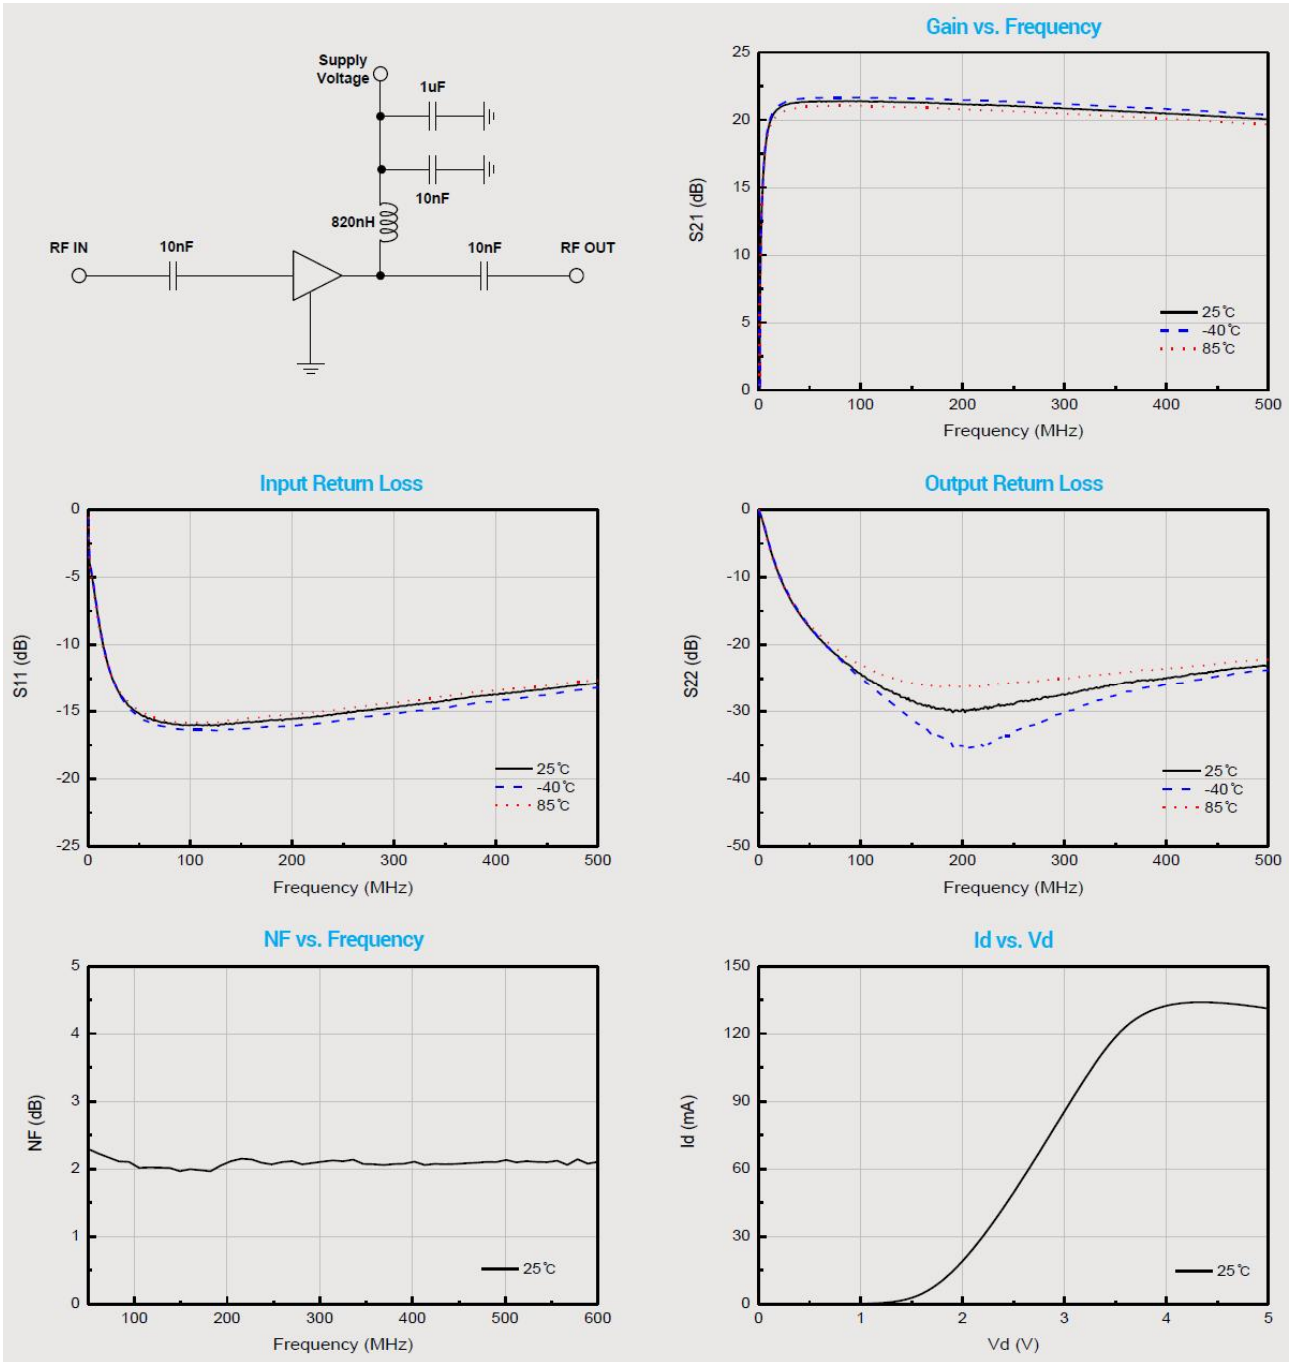 Supply
Voltage
1uF
10nF
820nH
RF IN
10nF
10nF
RF OUT
Gain vs. Frequency
25
20
15
10
5
0
S21 (dB)
25℃
-40℃
85℃
0 100 200 300 400 500
Frequency (MHz)
Input Return Loss
0
-5
-10
-15
-20
-25
S11 (dB)
25℃
-40℃
85℃
0 100 200 300 400 500
Frequency (MHz)
Output Return Loss
0
-10
-20
-30
-40
-50
S22 (dB)
25℃
-40℃
85℃
0 100 200 300 400 500
Frequency (MHz)
NF vs. Frequency
5
4
3
2
1
0
NF (dB)
25℃
100 200 300 400 500 600
Frequency (MHz)
Id vs. Vd
150
120
90
60
30
0
Id (mA)
25℃
0 1 2 3 4 5
Vd (V)